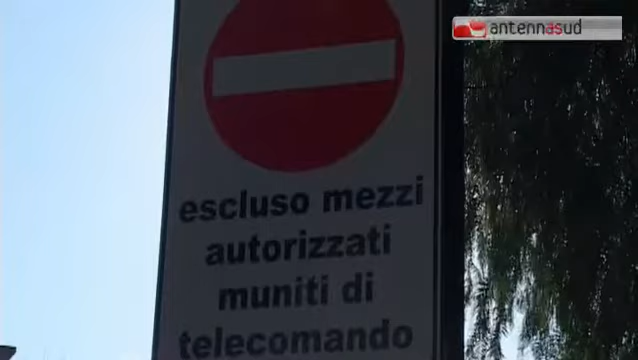 antennasud
escluso mezzi
autorizzati
muniti di
telecomando